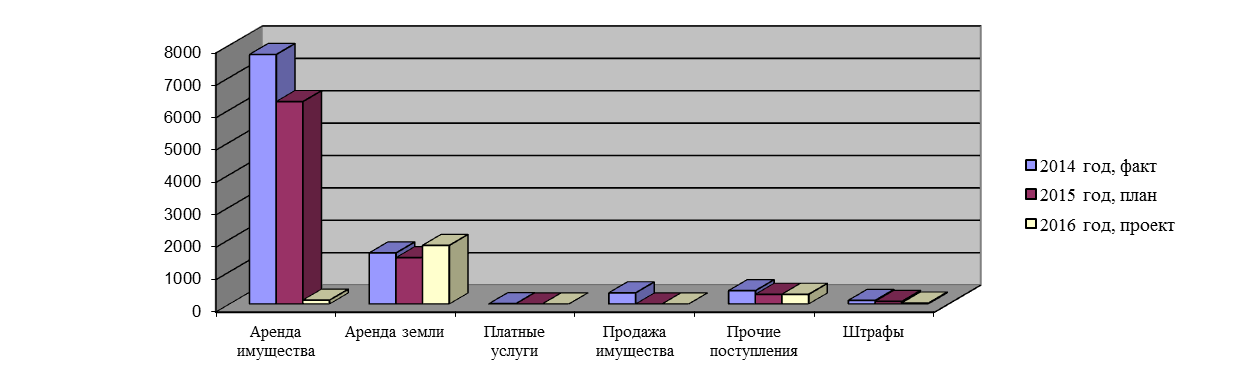 8000
7000
6000
5000
4000
3000
2000
1000
0
Аренда
имущества
Аренда земли
Платные
услуги
Продажа
имущества
Прочие
поступления
Штрафы
2014 год, факт
2015 год, план
2016 год, проект